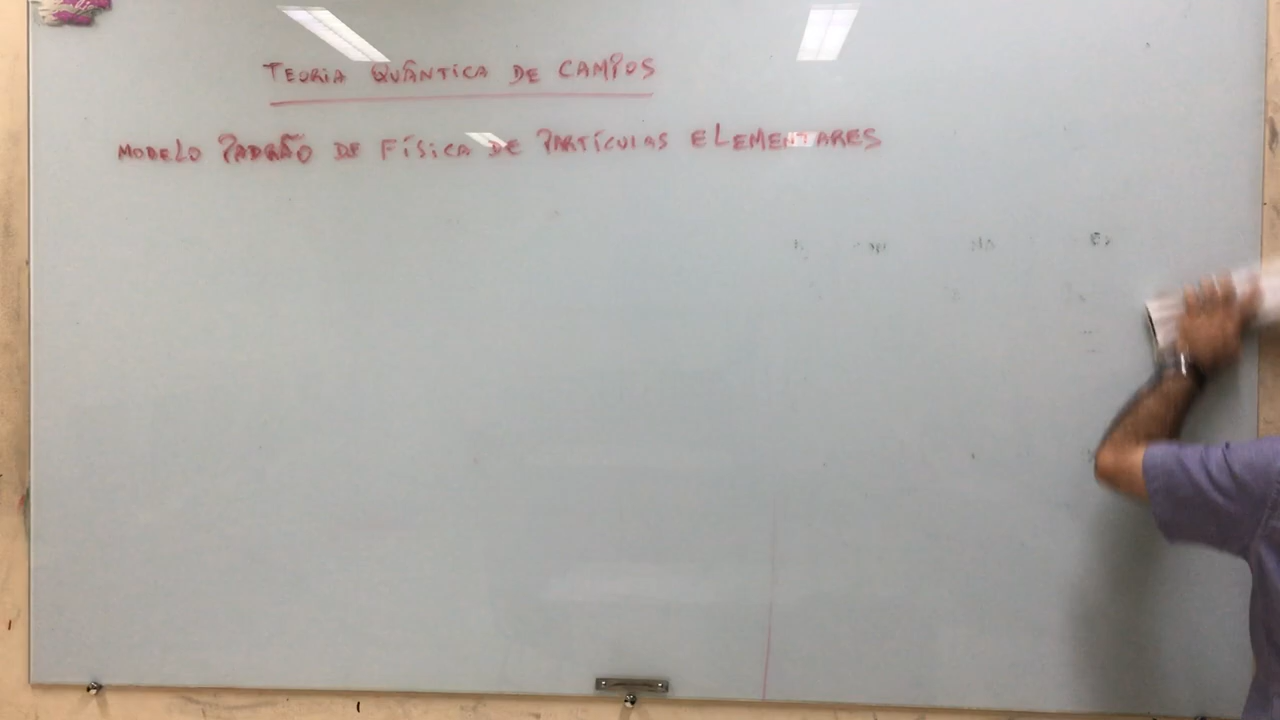 TEORIA QUÂNTICA DE CAMPOS
MODELO PADRÃO DE FÍSICA DE PARTÍCULAS ELEMENTARES